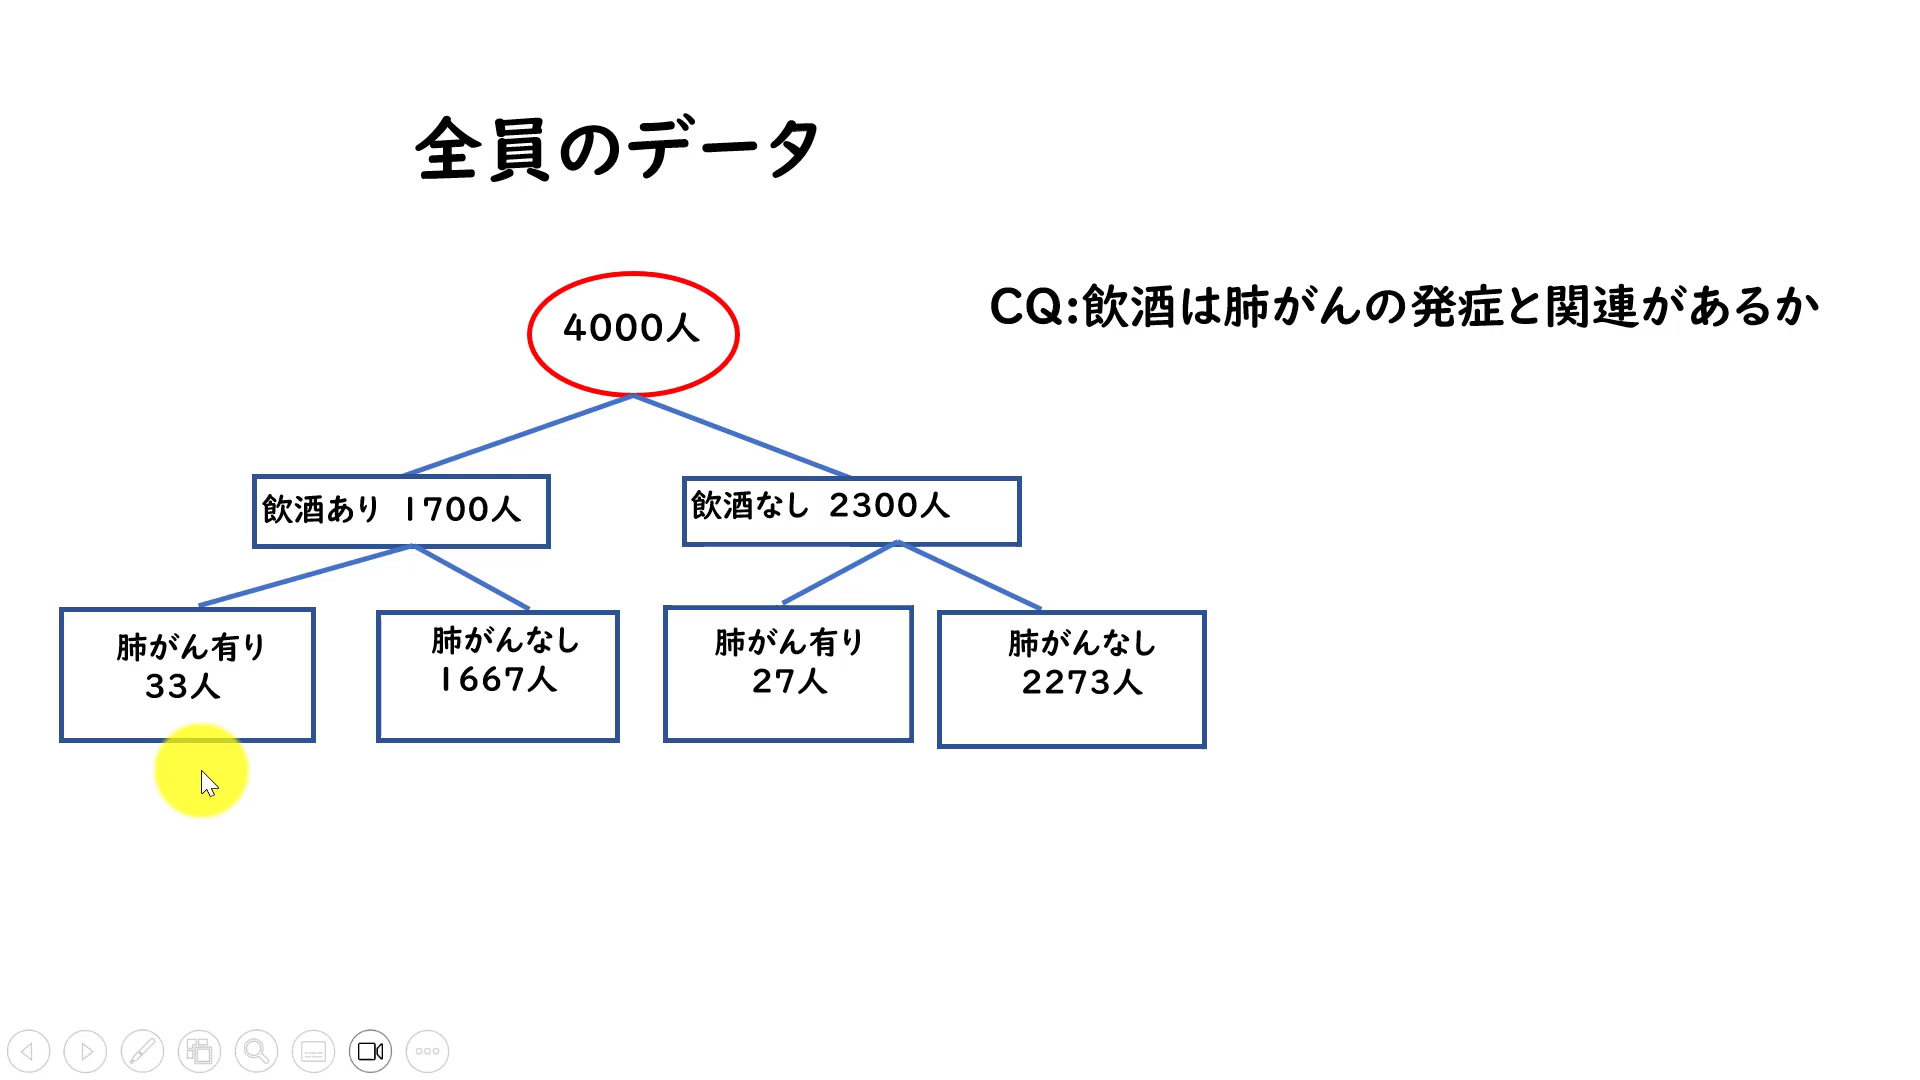 全員のデータ
4000人
CQ:飲酒は肺がんの発症と関連があるか
飲酒あり 1700人
飲酒なし 2300人
肺がん有り
33人
肺がんなし
1667人
肺がん有り
27人
肺がんなし
2273人